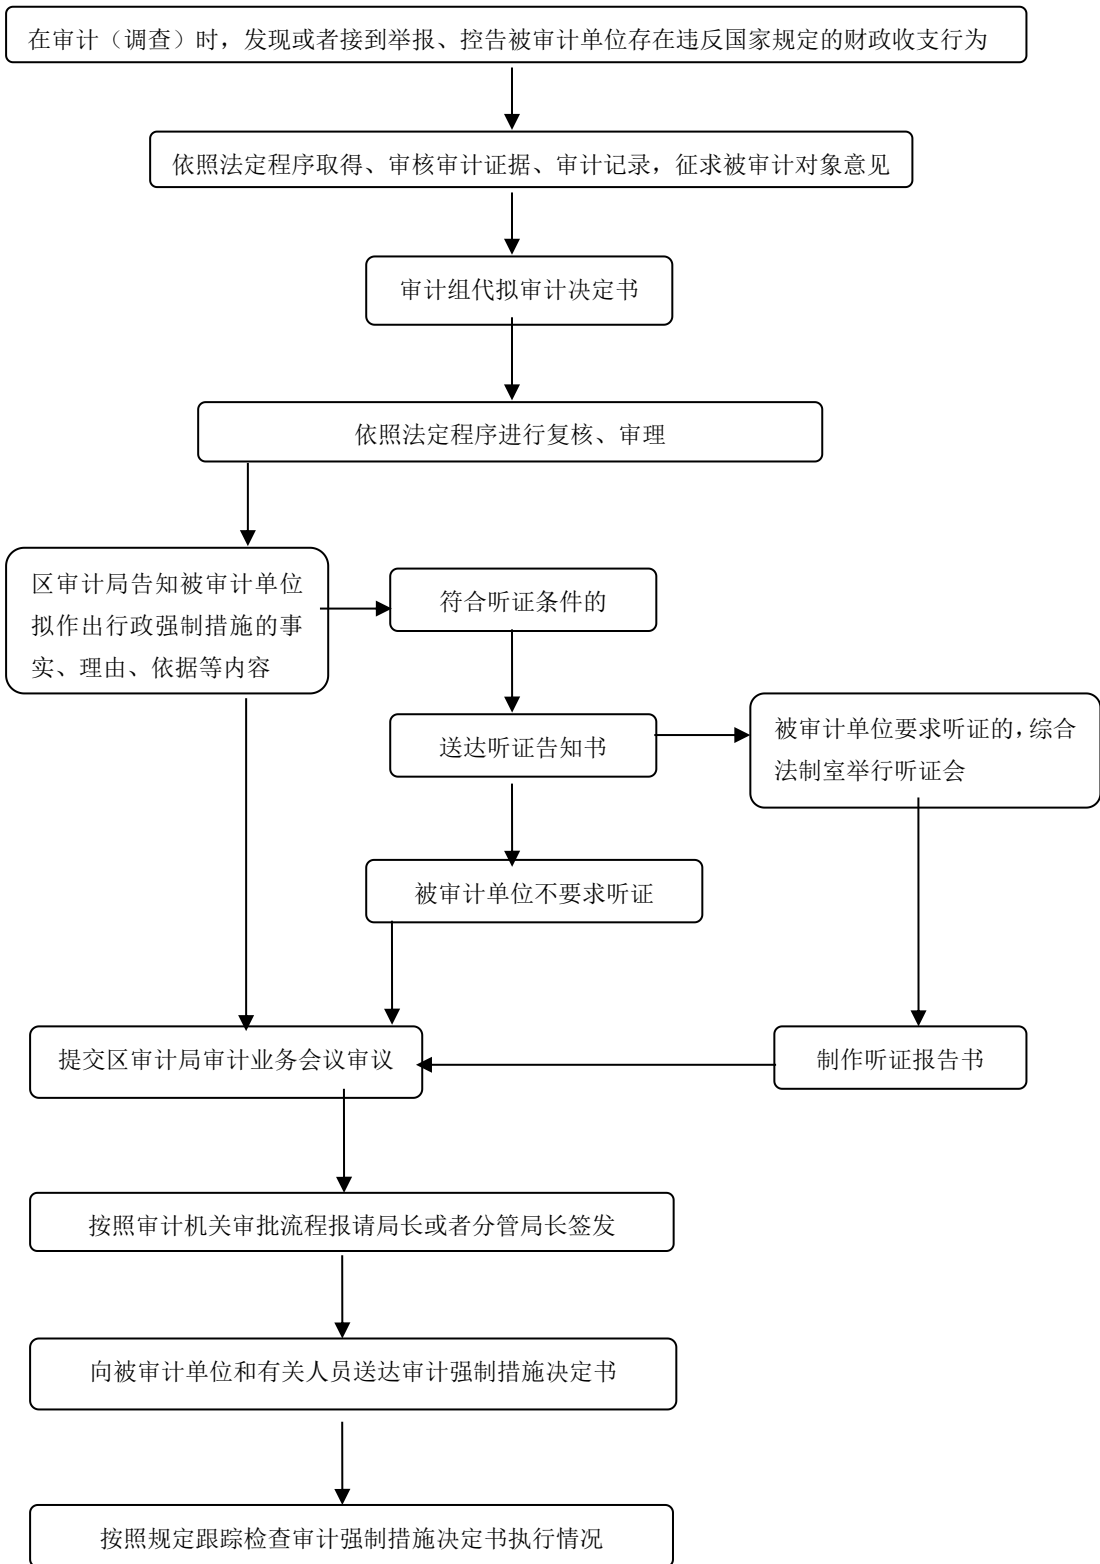 在审计（调查）时，发现或者接到举报、控告被审计单位存在违反国家规定的财政收支行为
依照法定程序取得、审核审计证据、审计记录，征求被审计对象意见
审计组代拟审计决定书
依照法定程序进行复核、审理
区审计局告知被审计单位
拟作出行政强制措施的事
实、理由、依据等内容
符合听证条件的
送达听证告知书
被审计单位要求听证的，综合
法制室举行听证会
被审计单位不要求听证
提交区审计局审计业务会议审议
制作听证报告书
按照审计机关审批流程报请局长或者分管局长签发
向被审计单位和有关人员送达审计强制措施决定书
按照规定跟踪检查审计强制措施决定书执行情况